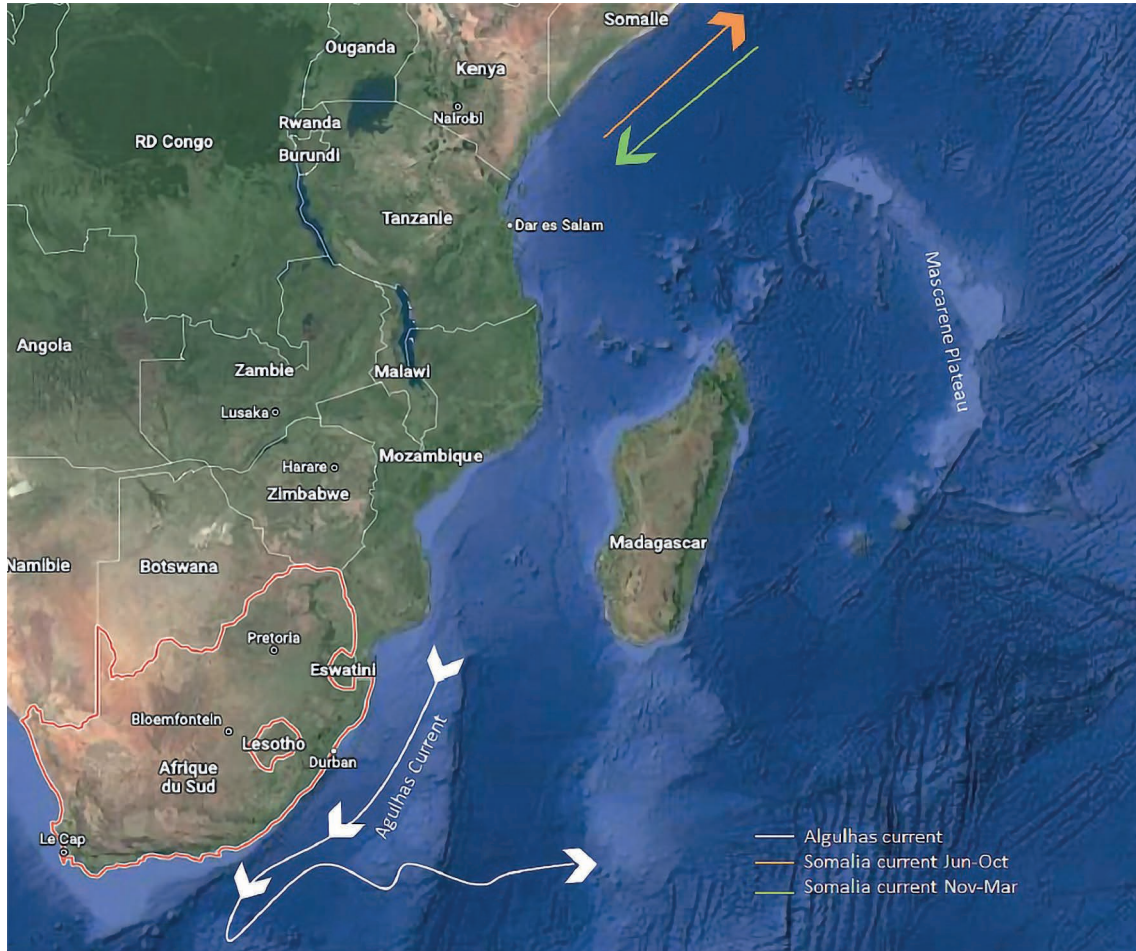 Somalie
Ouganda
Kenya
Nairobi
Rwanda
RD Congo
Burundi
Tanzanie
Dar es Salam
Mascarene Plateau
Angola
Zambie
Malawi
Lusaka
Mozambique
Harare
Zimbabwe
Madagascar
Namibie
Botswana
Pretoria
Eswatini
Bloemfontein
Lesotho
Durban
Afrique
du Sud
Agulhas Current
Le Cap
Algulhas current
Somalia current Jun-Oct
Somalia current Nov-Mar